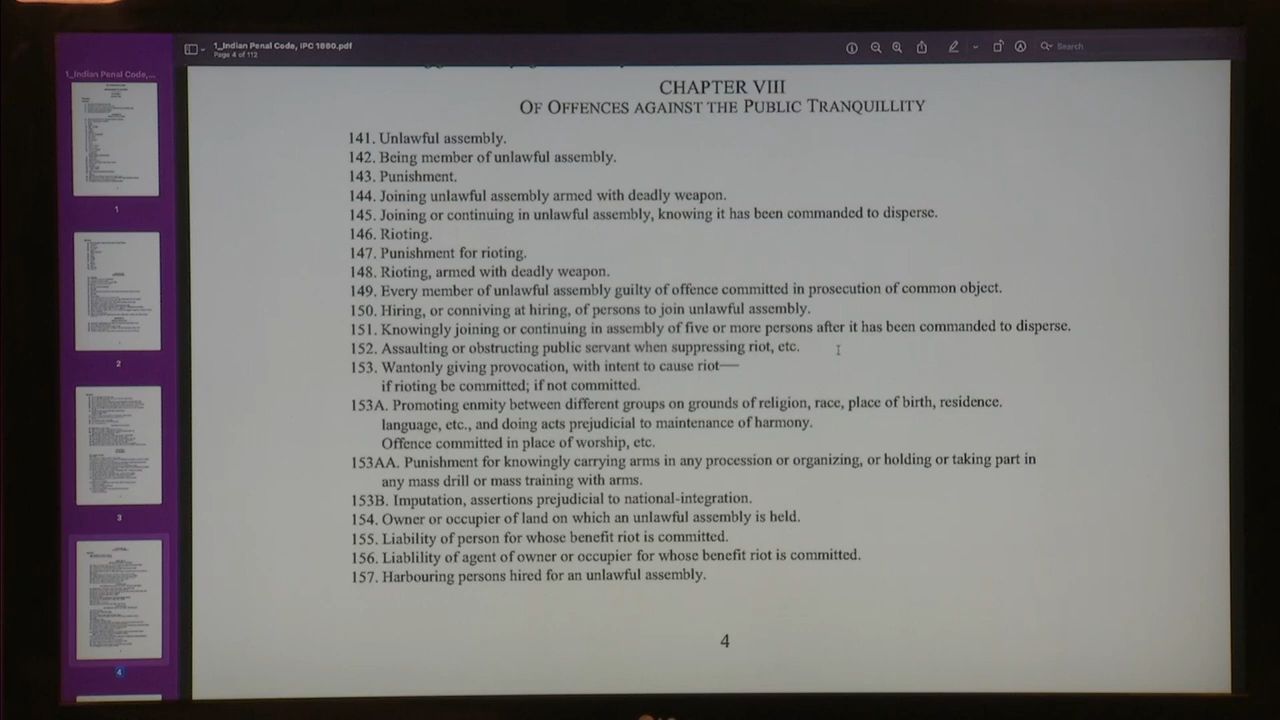 1_Indian Penal Code, IPC 1860.pdf
Page 4 of 112
Search
1_Indian Penal Code,...
1
2
3
4
CHAPTER VIII
OF OFFENCES AGAINST THE PUBLIC TRANQUILLITY
141. Unlawful assembly.
142. Being member of unlawful assembly.
143. Punishment.
144. Joining unlawful assembly armed with deadly weapon.
145. Joining or continuing in unlawful assembly, knowing it has been commanded to disperse.
146. Rioting.
147. Punishment for rioting.
148. Rioting, armed with deadly weapon.
149. Every member of unlawful assembly guilty of offence committed in prosecution of common object.
150. Hiring, or conniving at hiring, of persons to join unlawful assembly.
151. Knowingly joining or continuing in assembly of five or more persons after it has been commanded to disperse.
152. Assaulting or obstructing public servant when suppressing riot, etc.
153. Wantonly giving provocation, with intent to cause riot—
if rioting be committed; if not committed.
153A. Promoting enmity between different groups on grounds of religion, race, place of birth, residence.
language, etc., and doing acts prejudicial to maintenance of harmony.
Offence committed in place of worship, etc.
153AA. Punishment for knowingly carrying arms in any procession or organizing, or holding or taking part in
any mass drill or mass training with arms.
153B. Imputation, assertions prejudicial to national-integration.
154. Owner or occupier of land on which an unlawful assembly is held.
155. Liability of person for whose benefit riot is committed.
156. Liablility of agent of owner or occupier for whose benefit riot is committed.
157. Harbouring persons hired for an unlawful assembly.
4